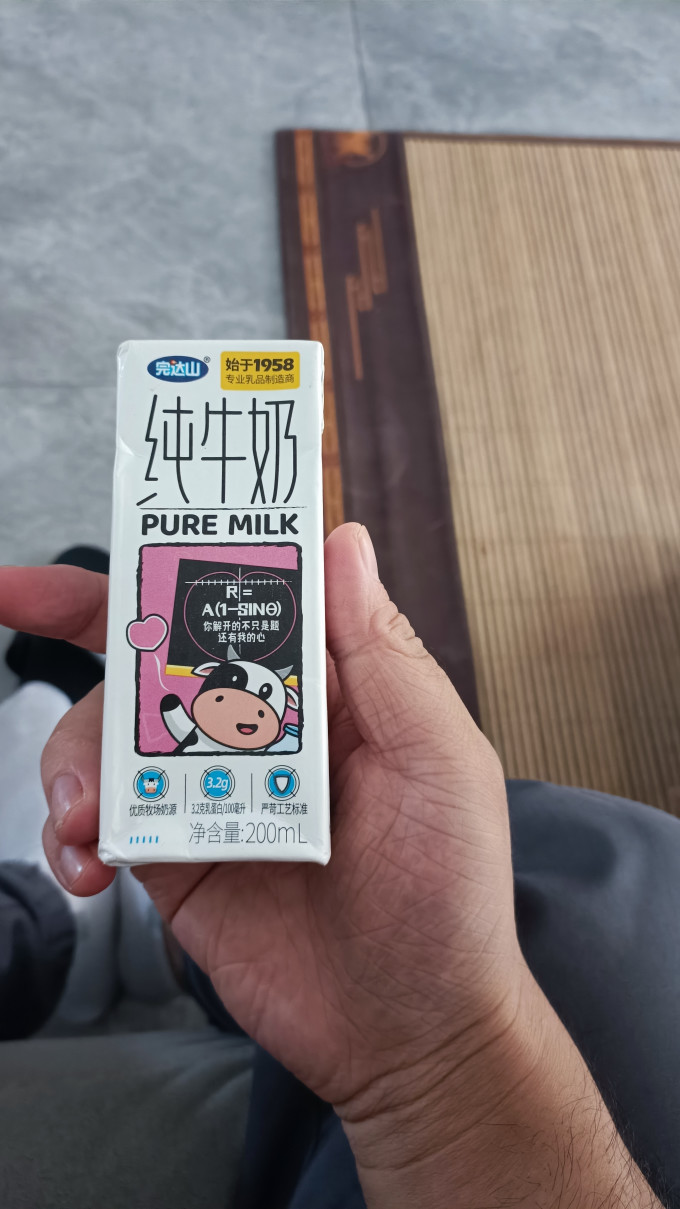 完达山®
始于1958
专业乳品制造商
纯牛奶
PURE MILK
R=
A(1-SINθ)
你解开的不只是题
还有我的心
3.2g
优质牧场奶源
3.2克乳蛋白/100毫升
严苛工艺标准
净含量:200mL